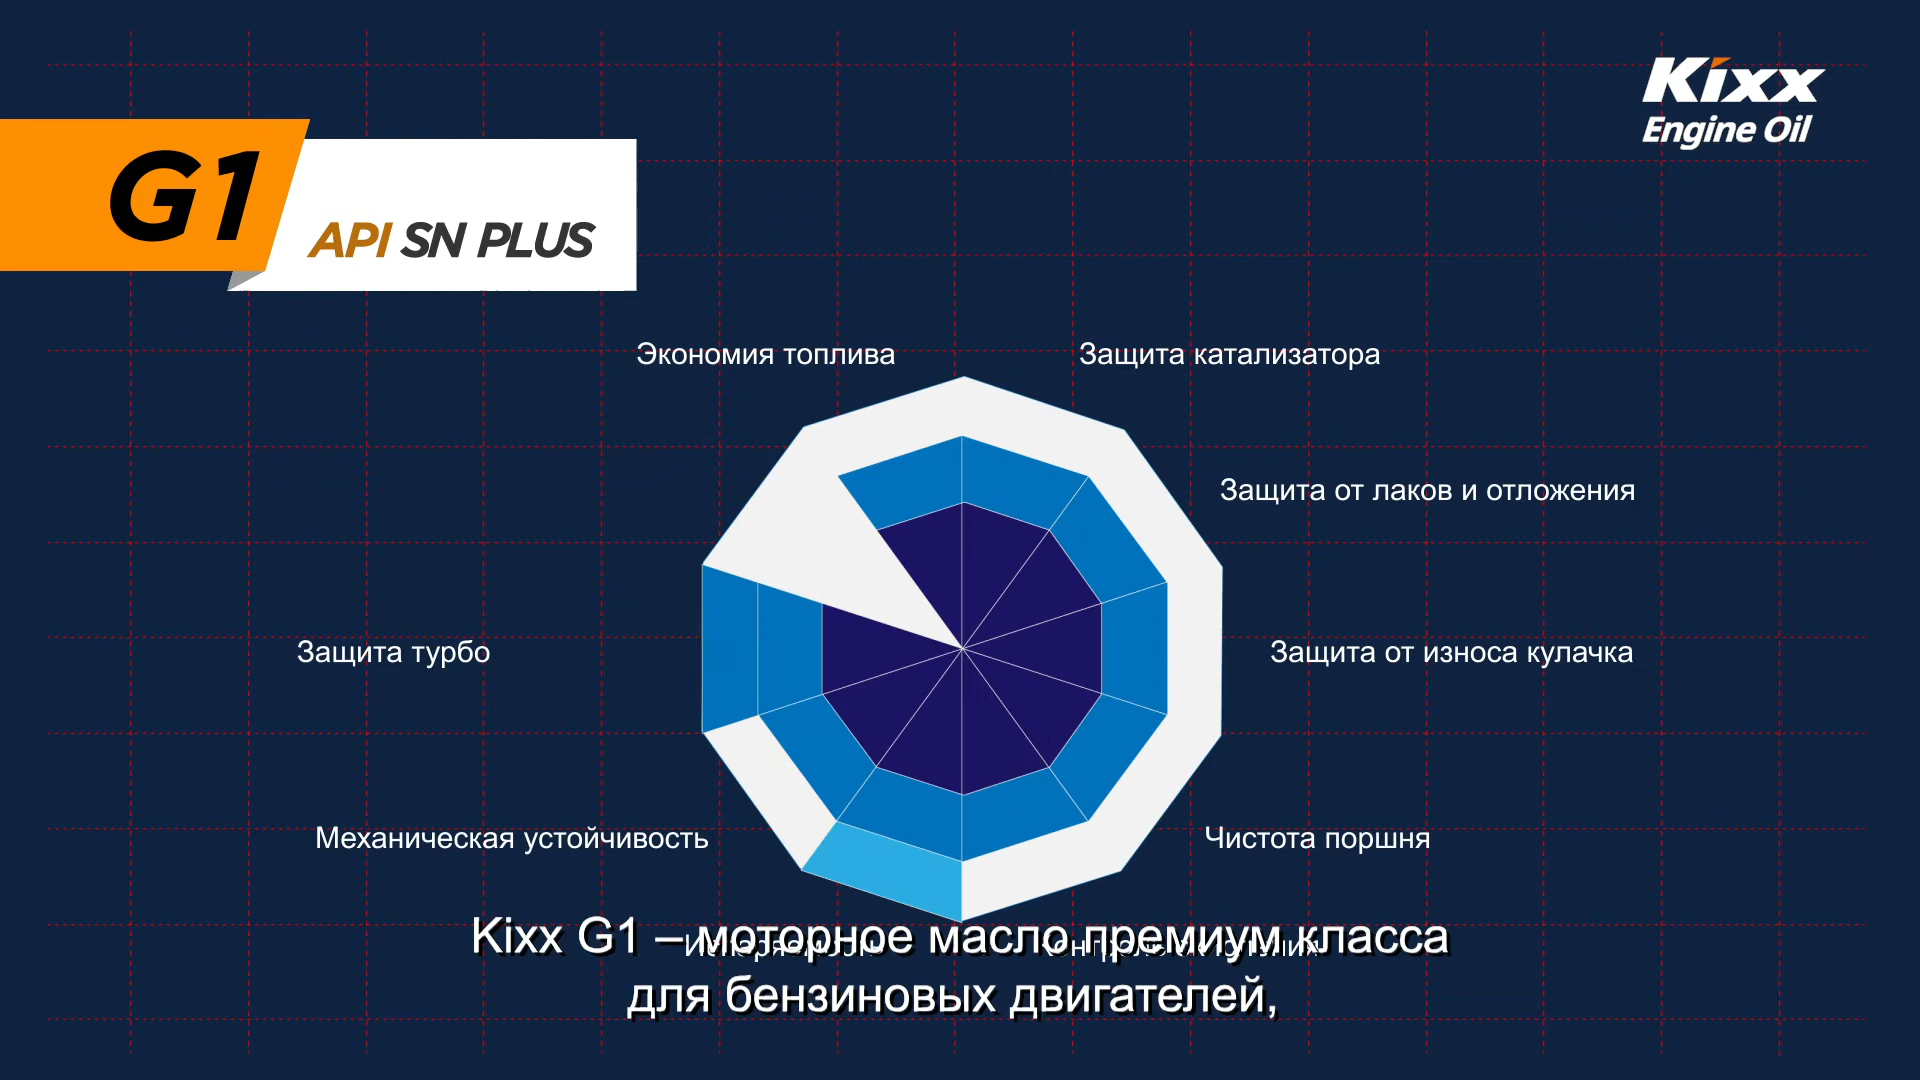 Kixx
Engine Oil
G1
API SN PLUS
Экономия топлива
Защита катализатора
Защита от лаков и отложения
Защита турбо
Защита от износа кулачка
Механическая устойчивость
Чистота поршня
Kixx G1 – моторное масло премиум класса
для бензиновых двигателей,